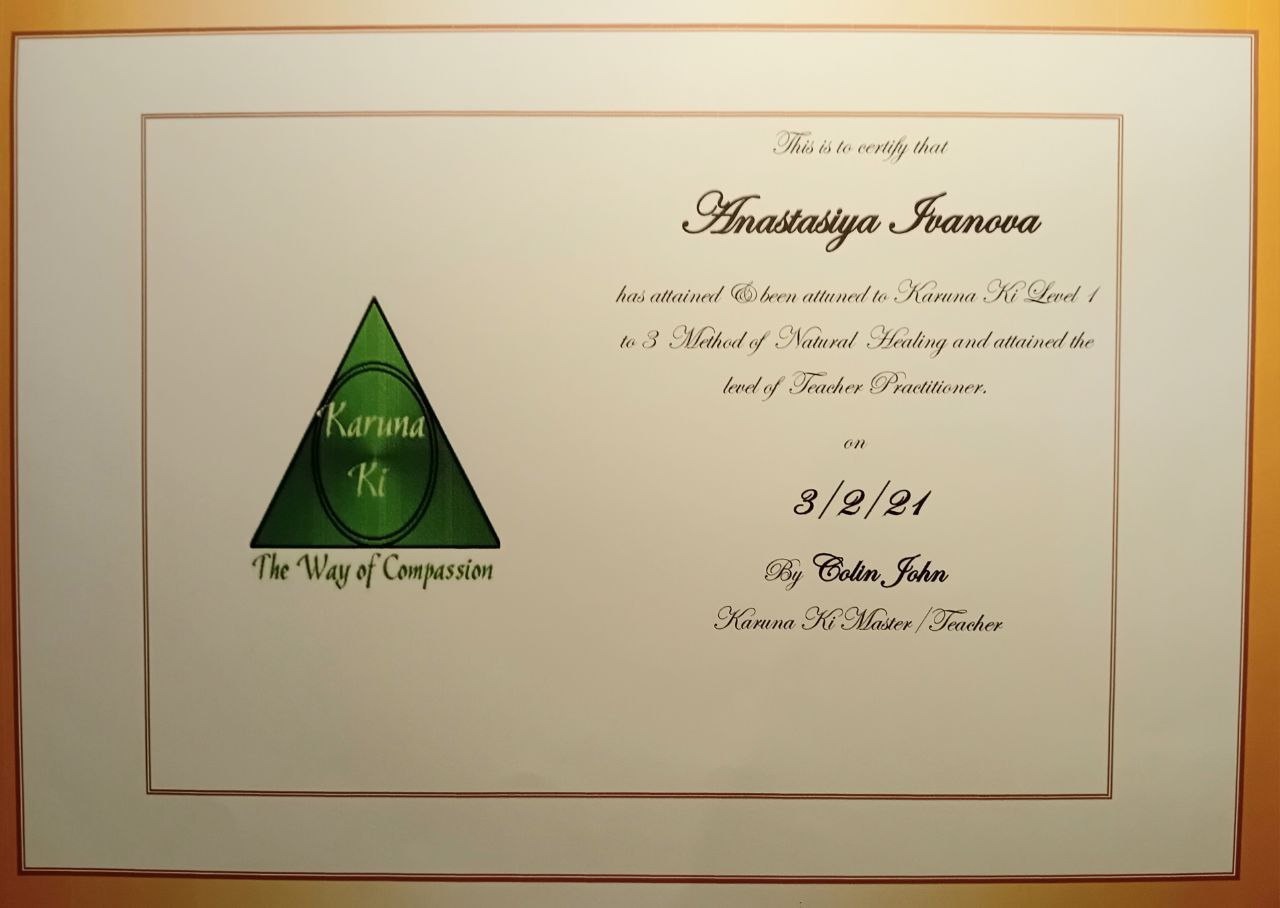 This is to certify that
Anastasiya Ivanova
has attained & been attuned to Karuna Ki Level 1
to 3 Method of Natural Healing and attained the
level of Teacher Practitioner.
on
3/2/21
By Colin John
Karuna Ki Master/Teacher
Karuna
Ki
The Way of Compassion